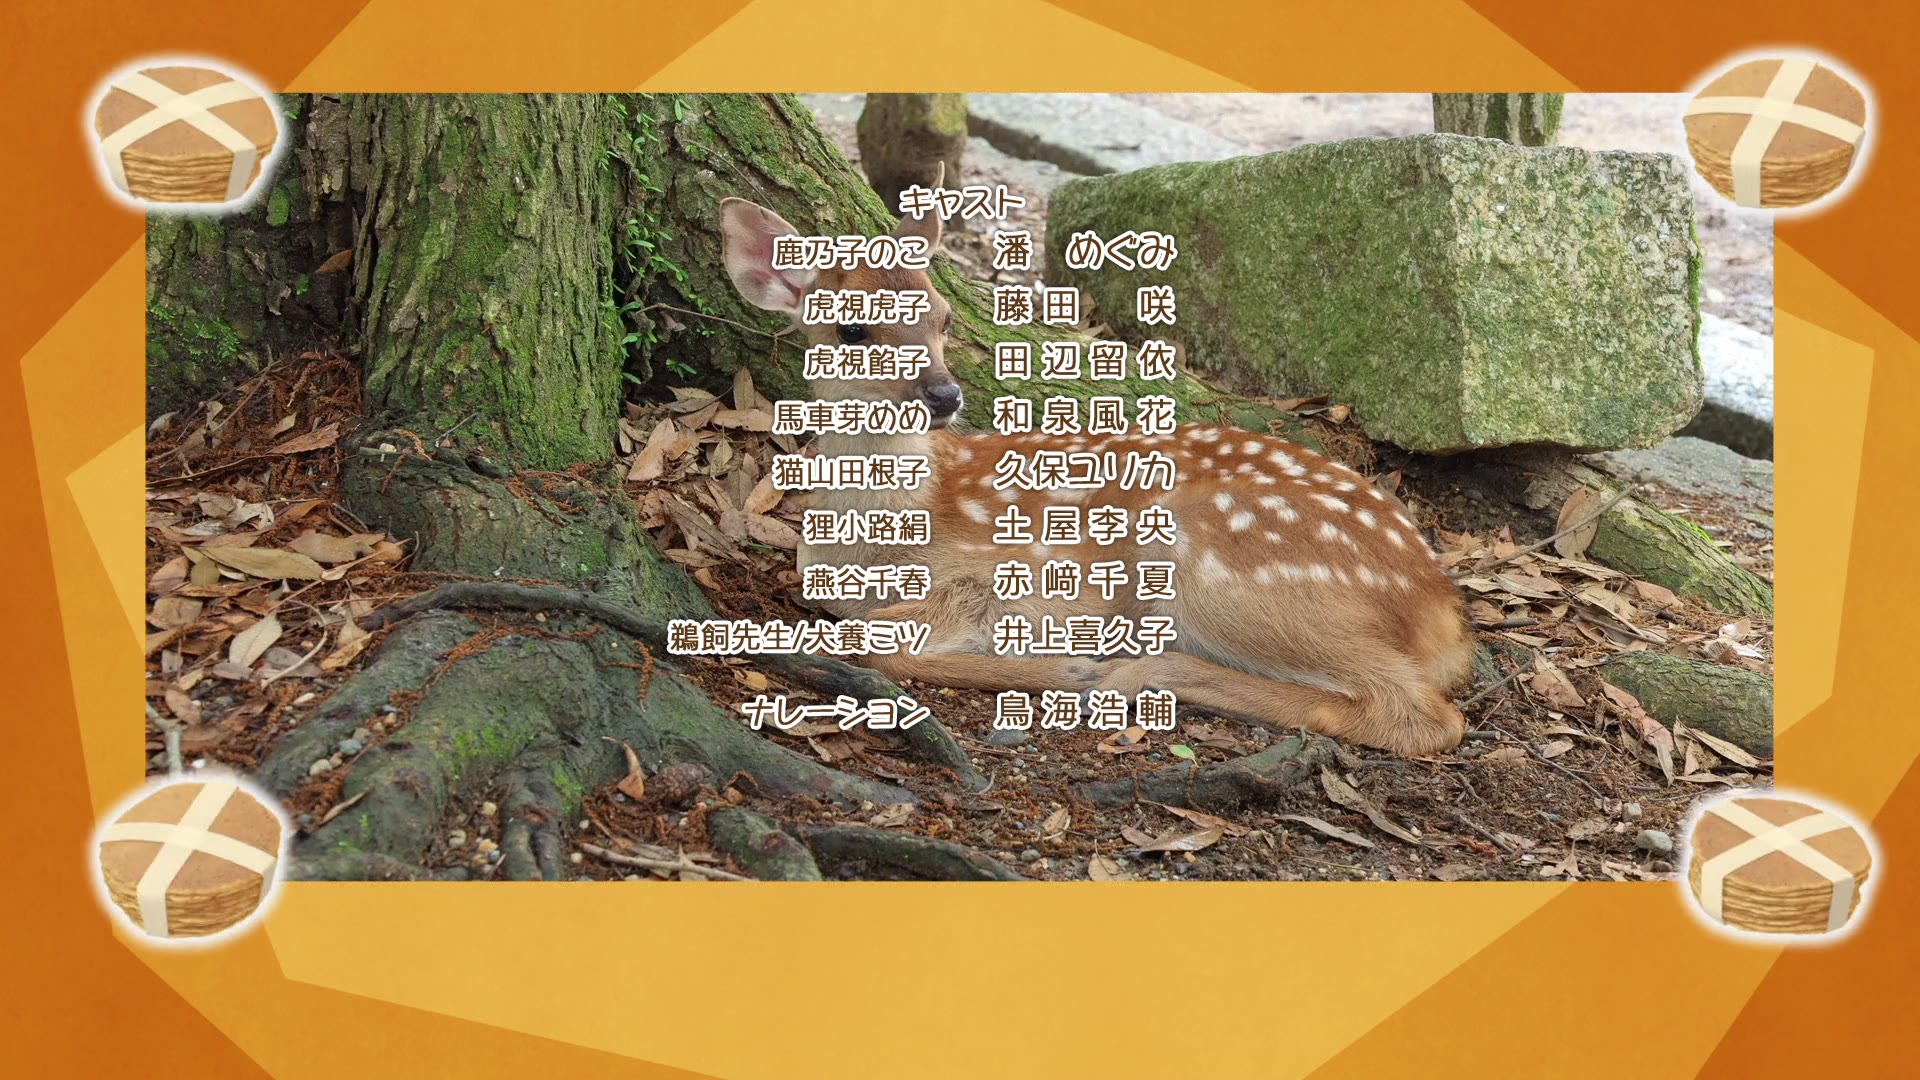 キャスト
鹿乃子のこ 潘 めぐみ
虎視虎子 藤田 咲
虎視餡子 田辺留依
馬車芽めめ 和泉風花
猫山田根子 久保ユリカ
狸小路絹 土屋李央
燕谷千春 赤﨑千夏
鵜飼先生/犬養ミツ 井上喜久子
ナレーション 鳥海浩輔